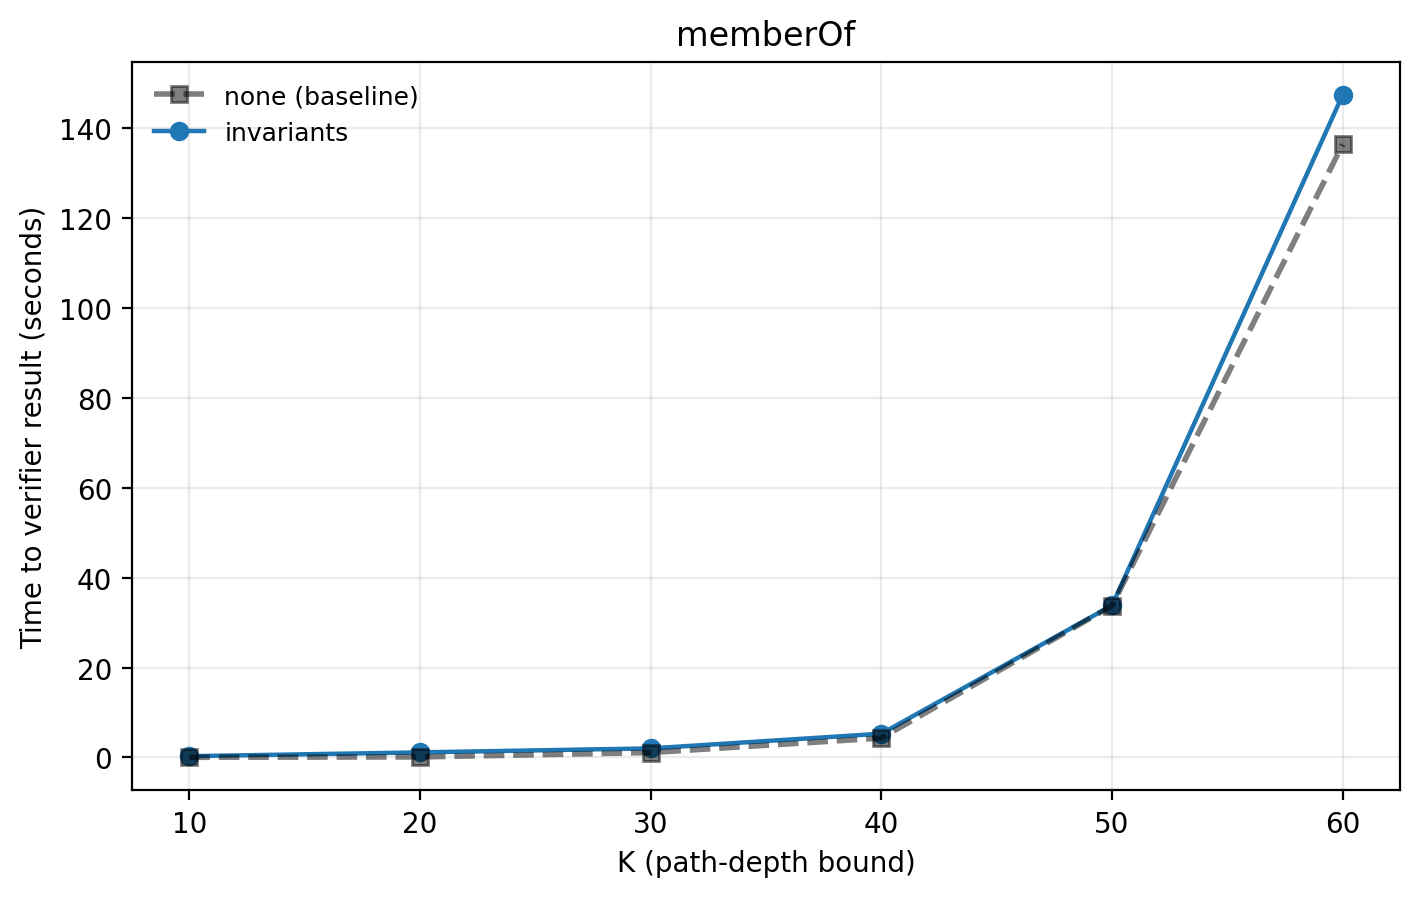 memberOf
none (baseline)
invariants
Time to verifier result (seconds)
140
120
100
80
60
40
20
0
10 20 30 40 50 60
K (path-depth bound)